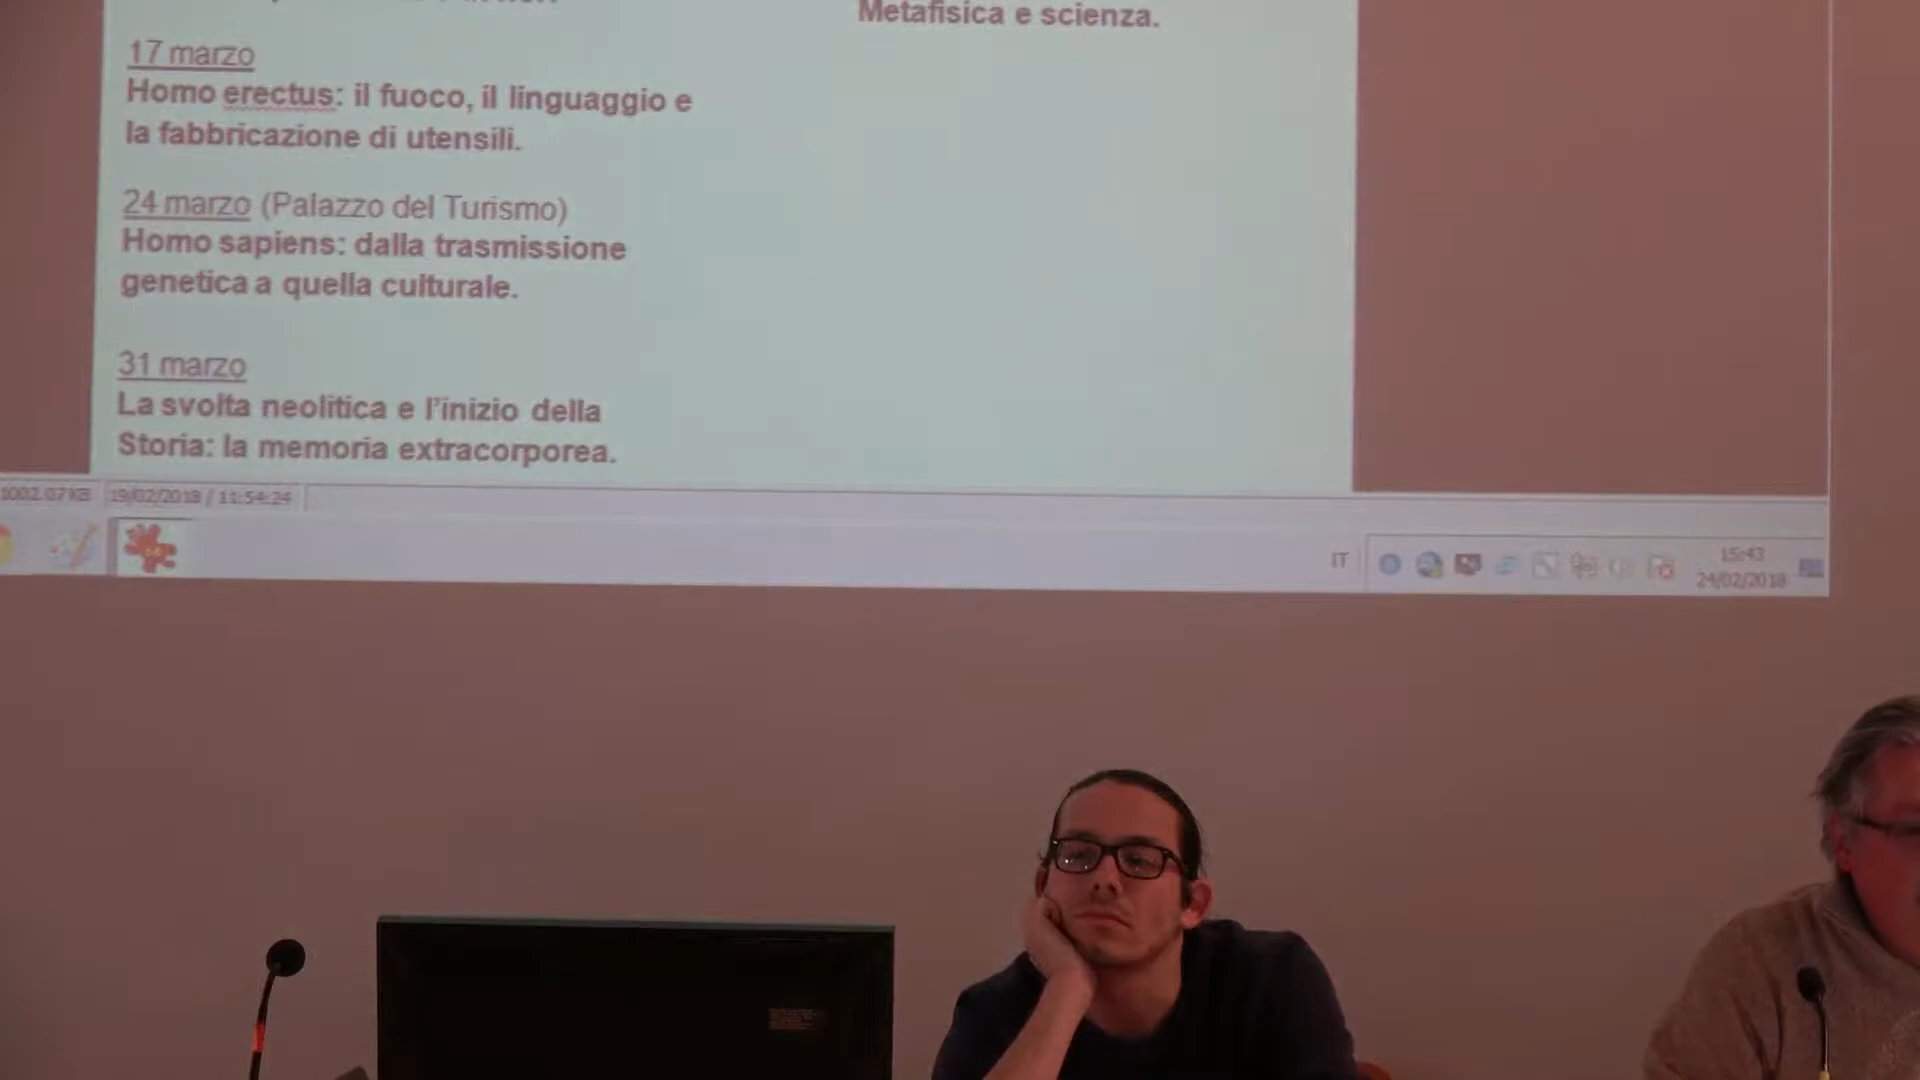 Metafisica e scienza.
17 marzo
Homo erectus: il fuoco, il linguaggio e
la fabbricazione di utensili.
24 marzo (Palazzo del Turismo)
Homo sapiens: dalla trasmissione
genetica a quella culturale.
31 marzo
La svolta neolitica e l'inizio della
Storia: la memoria extracorporea.
1002.07 KB 19/02/2018 / 11:54:24
IT
15:43
24/02/2018